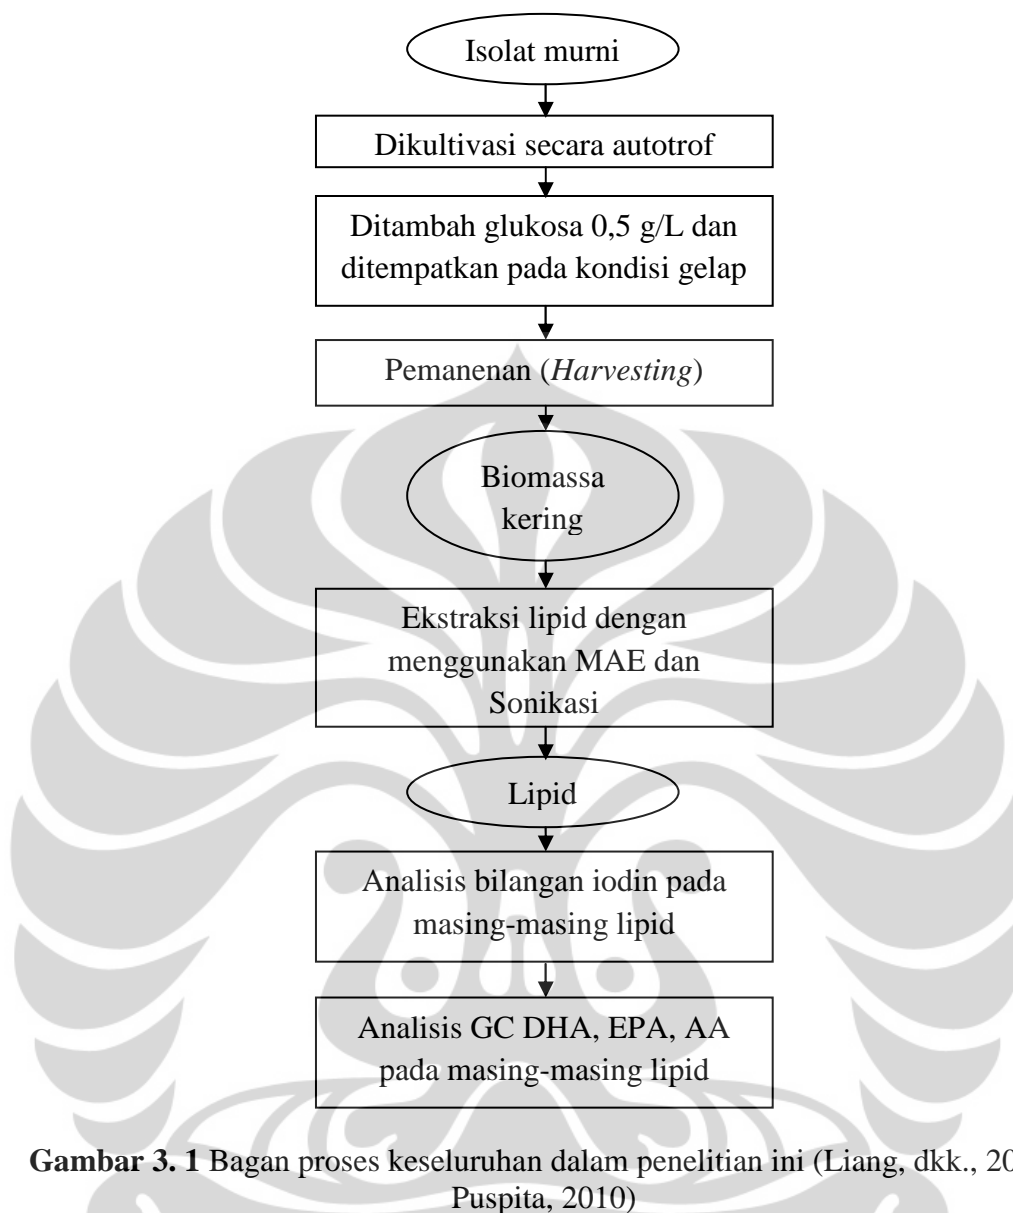 Isolat murni
Dikultivasi secara autotrof
Ditambah glukosa 0,5 g/L dan
ditempatkan pada kondisi gelap
Pemanenan (Harvesting)
Biomassa
kering
Ekstraksi lipid dengan
menggunakan MAE dan
Sonikasi
Lipid
Analisis bilangan iodin pada
masing-masing lipid
Analisis GC DHA, EPA, AA
pada masing-masing lipid
Gambar 3. 1 Bagan proses keseluruhan dalam penelitian ini (Liang, dkk., 20
Puspita, 2010)